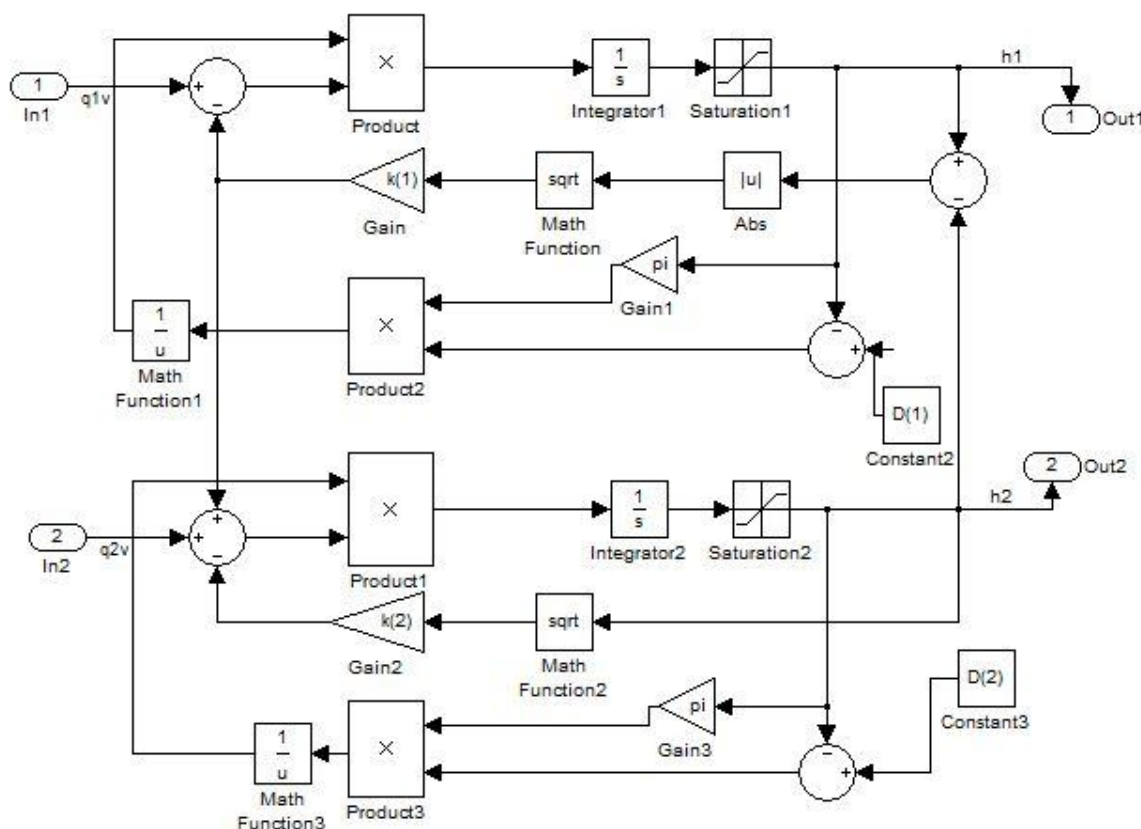 1
In1
q1v
×
Product
1
s
Integrator1
Saturation1
h1
1
Out1
k(1)
Gain
sqrt
Math
Function
|u|
Abs
+
-
+
-
pi
Gain1
1
u
Math
Function1
×
Product2
-
+
D(1)
Constant2
2
In2
q2v
+
+
-
×
Product1
1
s
Integrator2
Saturation2
h2
2
Out2
k(2)
Gain2
sqrt
Math
Function2
pi
Gain3
D(2)
Constant3
1
u
Math
Function3
×
Product3
-
+